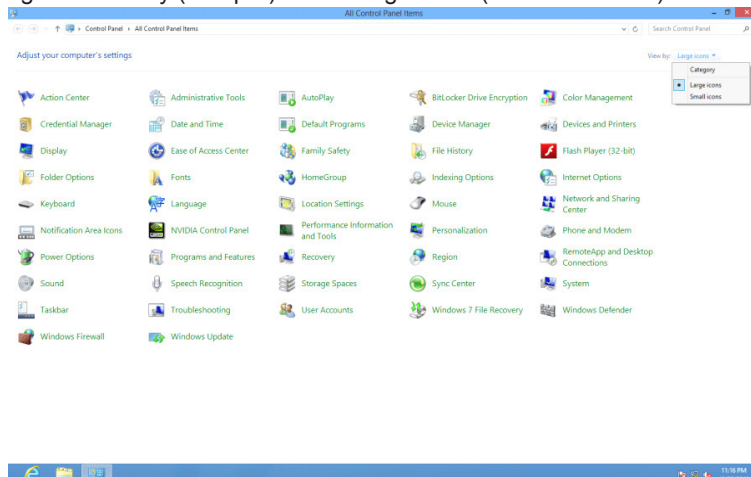 All Control Panel Items
Control Panel
All Control Panel Items
Search Control Panel
Adjust your computer's settings
View by: Large icons
Category
Large icons
Small icons
Action Center
Administrative Tools
AutoPlay
BitLocker Drive Encryption
Color Management
Credential Manager
Date and Time
Default Programs
Device Manager
Devices and Printers
Display
Ease of Access Center
Family Safety
File History
Flash Player (32-bit)
Folder Options
Fonts
HomeGroup
Indexing Options
Internet Options
Keyboard
Language
Location Settings
Mouse
Network and Sharing
Center
Notification Area Icons
NVIDIA Control Panel
Performance Information
and Tools
Personalization
Phone and Modem
Power Options
Programs and Features
Recovery
Region
RemoteApp and Desktop
Connections
Sound
Speech Recognition
Storage Spaces
Sync Center
System
Taskbar
Troubleshooting
User Accounts
Windows 7 File Recovery
Windows Defender
Windows Firewall
Windows Update
11:16 PM